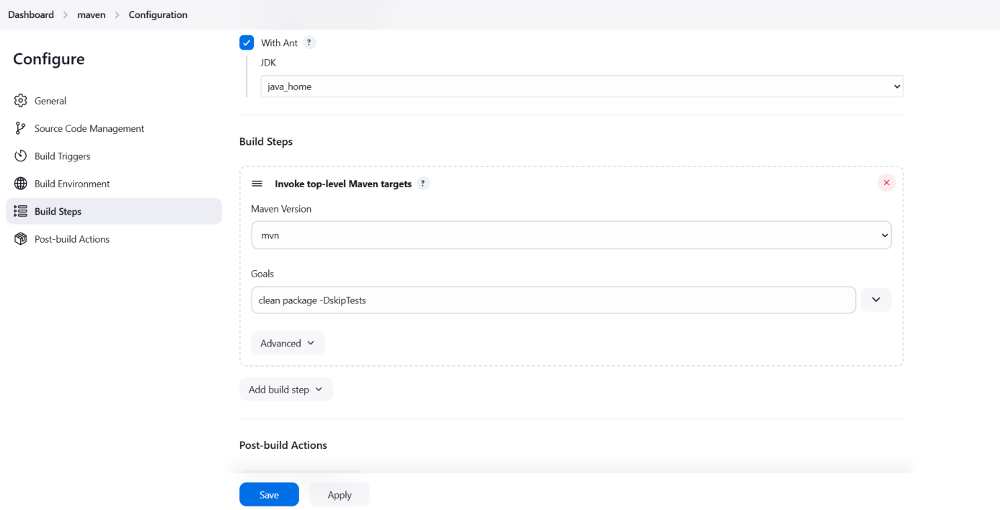 Dashboard > maven > Configuration
Configure
General
Source Code Management
Build Triggers
Build Environment
Build Steps
Post-build Actions
With Ant ?
JDK
java_home
Build Steps
Invoke top-level Maven targets ?
Maven Version
mvn
Goals
clean package -DskipTests
Advanced
Add build step
Post-build Actions
Save Apply